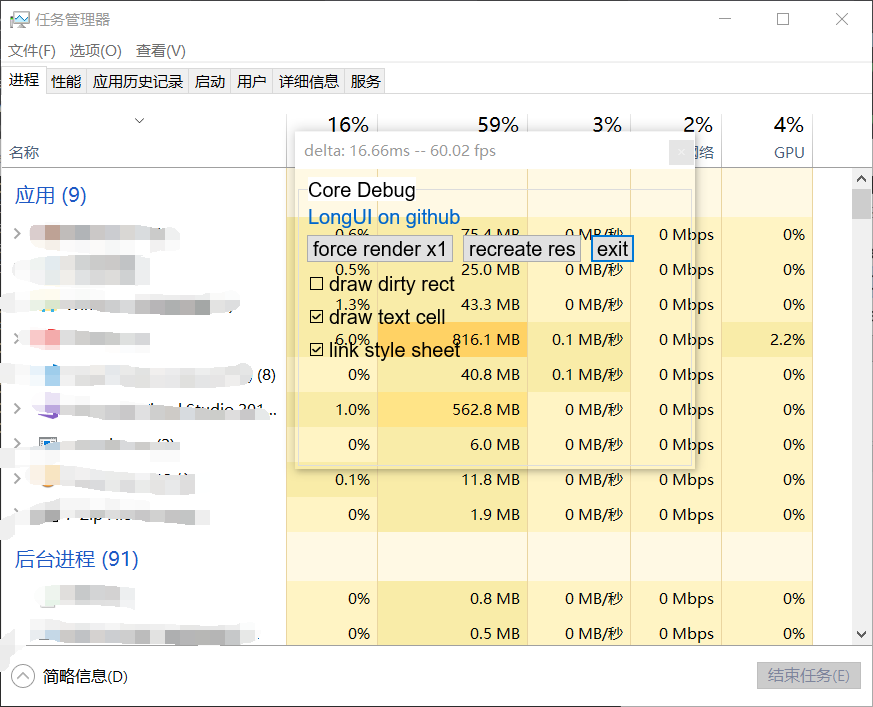 任务管理器
文件(F) 选项(O) 查看(V)
进程 性能 应用历史记录 启动 用户 详细信息 服务
16% 59% 3% 2% 4%
名称 网络 GPU
delta: 16.66ms -- 60.02 fps
Core Debug
LongUI on github
force render x1 recreate res exit
draw dirty rect
draw text cell
link style sheet
应用 (9)
0.6% 75.4 MB 0 MB/秒 0 Mbps 0%
0.5% 25.0 MB 0 MB/秒 0 Mbps 0%
1.3% 43.3 MB 0 MB/秒 0 Mbps 0%
6.0% 816.1 MB 0.1 MB/秒 0 Mbps 2.2%
(8) 0% 40.8 MB 0.1 MB/秒 0 Mbps 0%
1.0% 562.8 MB 0 MB/秒 0 Mbps 0%
0% 6.0 MB 0 MB/秒 0 Mbps 0%
0.1% 11.8 MB 0 MB/秒 0 Mbps 0%
0% 1.9 MB 0 MB/秒 0 Mbps 0%
后台进程 (91)
0% 0.8 MB 0 MB/秒 0 Mbps 0%
0% 0.5 MB 0 MB/秒 0 Mbps 0%
简略信息(D) 结束任务(E)